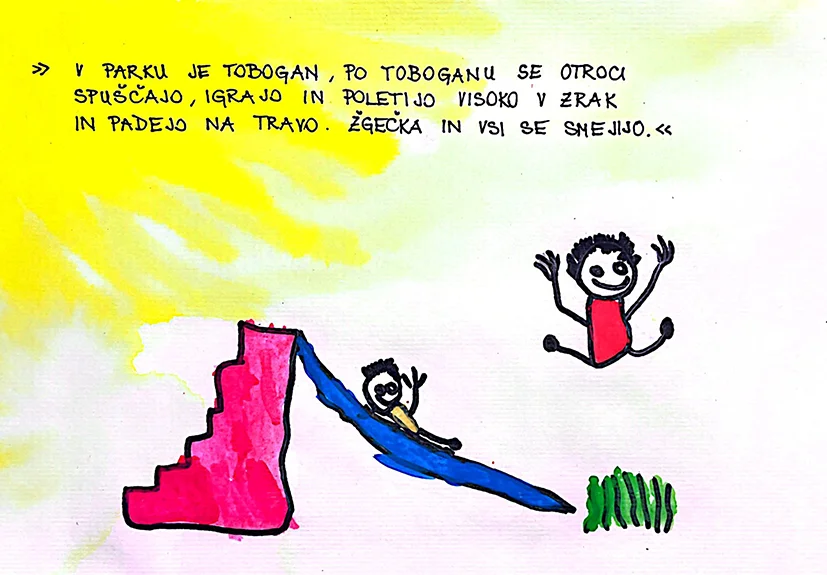 » V PARKU JE TOBOGAN, PO TOBOGANU SE OTROCI
SPUŠČAJO, IGRAJO IN POLETIJO VISOKO V ZRAK
IN PADEJO NA TRAVO. ŽGEČKA IN VSI SE SMEJIJO. «